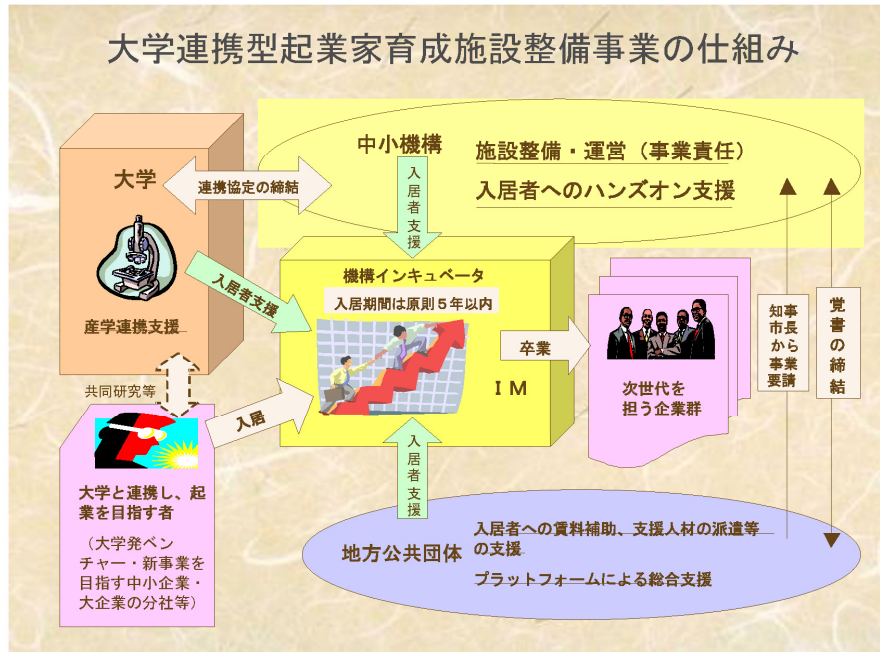 大学連携型起業家育成施設整備事業の仕組み
中小機構
施設整備・運営（事業責任）
入居者へのハンズオン支援
大学
連携協定の締結
入居者支援
産学連携支援
入居者支援
機構インキュベータ
入居期間は原則５年以内
ＩＭ
卒業
次世代を
担う企業群
知事
市長
から
事業
要請
覚書の締結
共同研究等
入居
大学と連携し、起
業を目指す者
（大学発ベン
チャー・新事業を
目指す中小企業・
大企業の分社等）
入居者支援
地方公共団体
入居者への賃料補助、支援人材の派遣等
の支援
プラットフォームによる総合支援